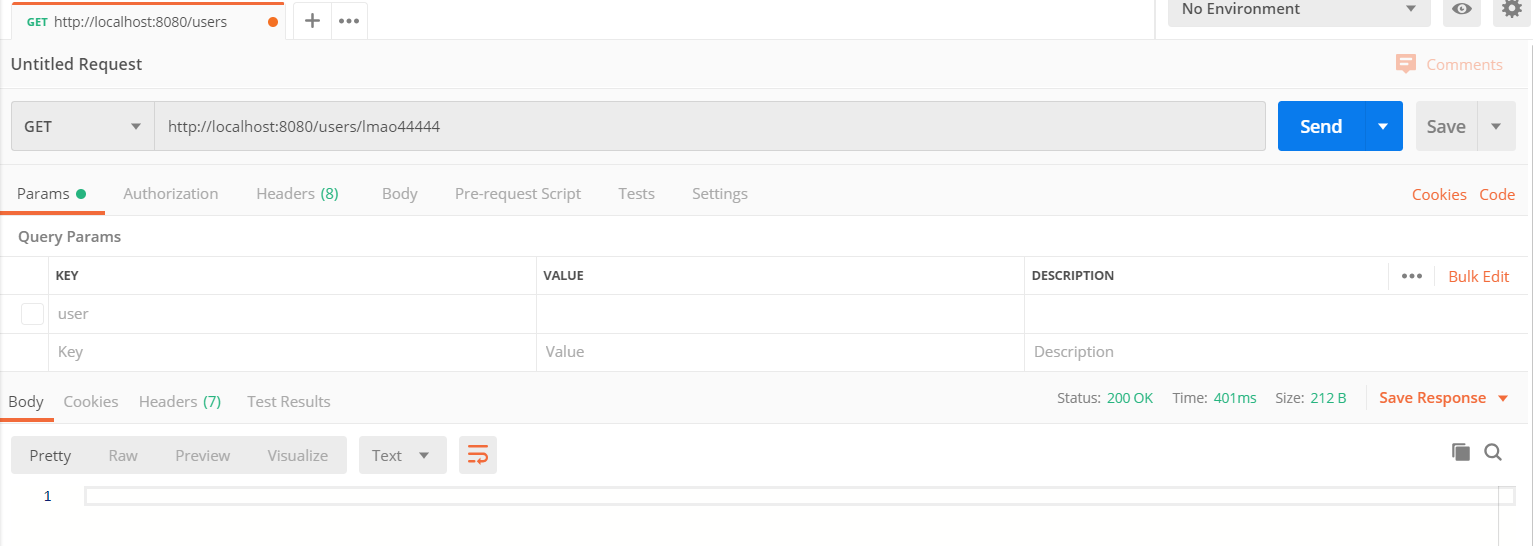 GET http://localhost:8080/users
No Environment
Untitled Request
Comments
GET http://localhost:8080/users/lmao44444 Send Save
Params Authorization Headers (8) Body Pre-request Script Tests Settings Cookies Code
Query Params
KEY VALUE DESCRIPTION Bulk Edit
user
Key Value Description
Body Cookies Headers (7) Test Results Status: 200 OK Time: 401ms Size: 212 B Save Response
Pretty Raw Preview Visualize Text
1